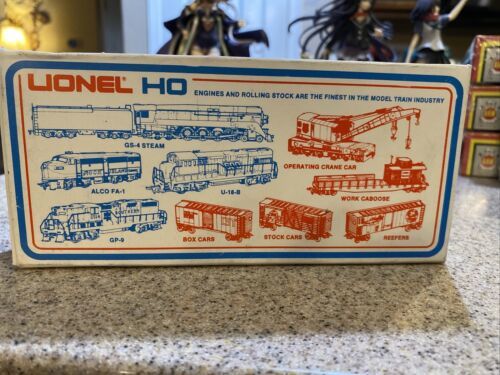 LIONEL® HO
ENGINES AND ROLLING STOCK ARE THE FINEST IN THE MODEL TRAIN INDUSTRY
GS-4 STEAM
OPERATING CRANE CAR
ALCO FA-1
U-18-B
WORK CABOOSE
SOUTHERN
GP-9
BOX CARS
STOCK CARS
REEFERS